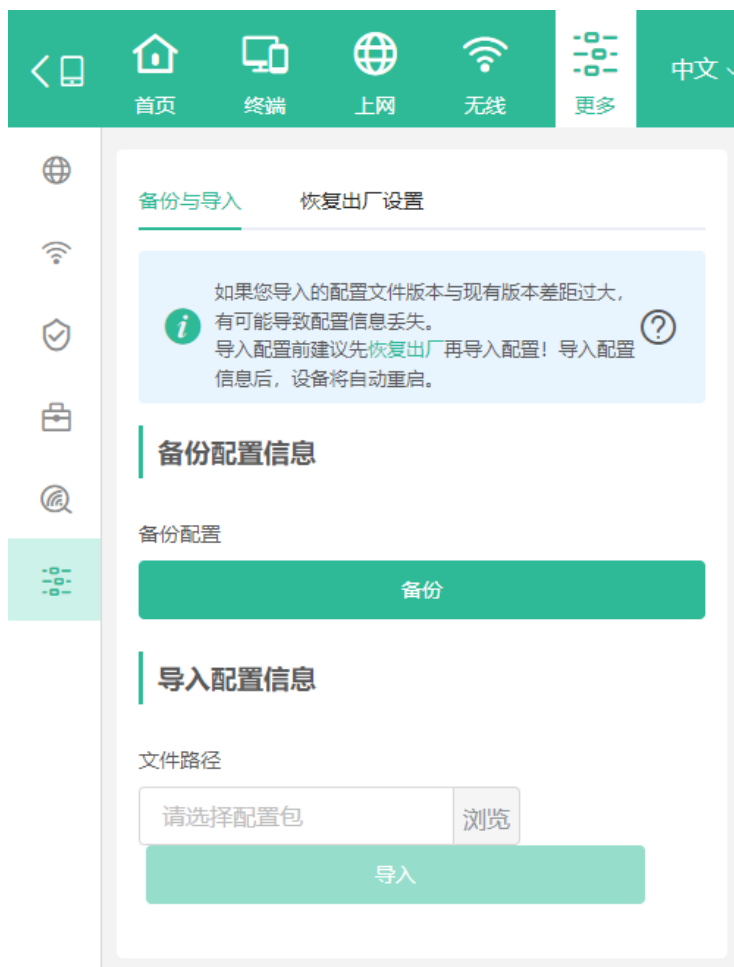 首页
终端
上网
无线
更多
中文
备份与导入
恢复出厂设置
如果您导入的配置文件版本与现有版本差距过大，
有可能导致配置信息丢失。
导入配置前建议先恢复出厂再导入配置！导入配置
信息后，设备将自动重启。
备份配置信息
备份配置
备份
导入配置信息
文件路径
请选择配置包
浏览
导入